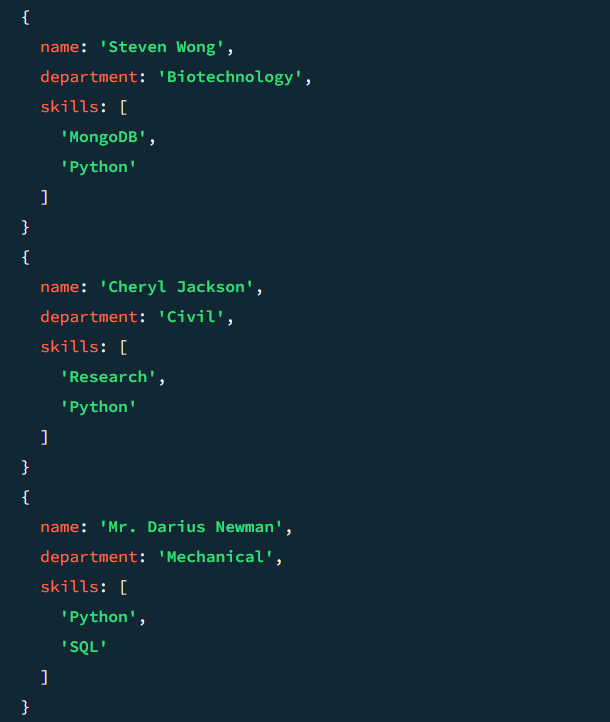 {
  name: 'Steven Wong',
  department: 'Biotechnology',
  skills: [
    'MongoDB',
    'Python'
  ]
}
{
  name: 'Cheryl Jackson',
  department: 'Civil',
  skills: [
    'Research',
    'Python'
  ]
}
{
  name: 'Mr. Darius Newman',
  department: 'Mechanical',
  skills: [
    'Python',
    'SQL'
  ]
}